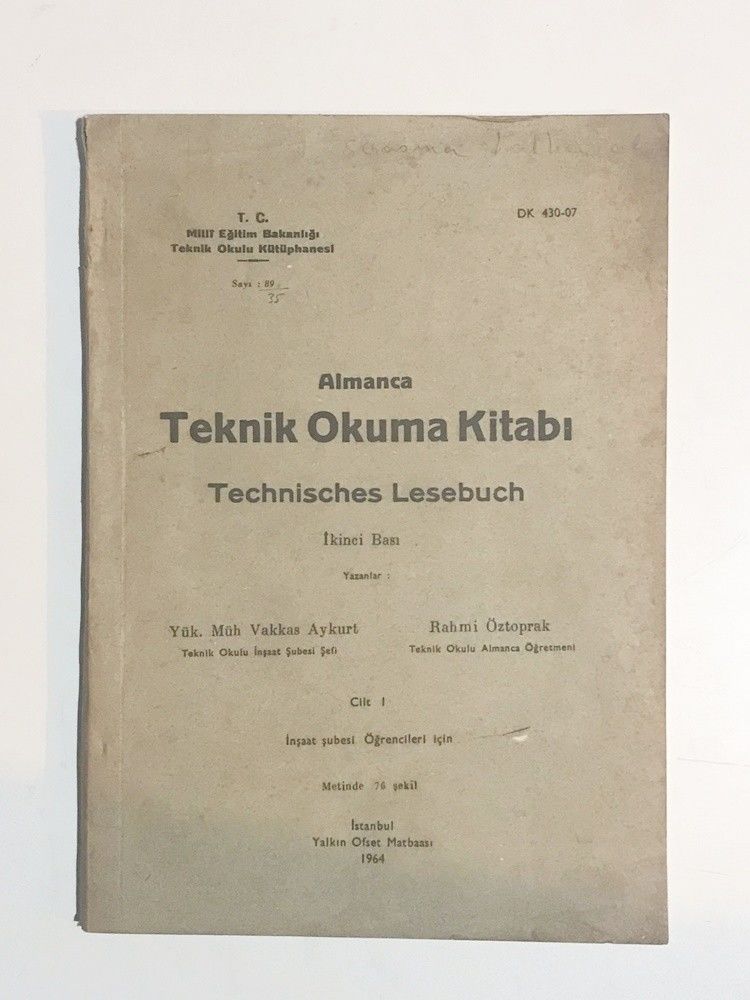 T. C.
Millî Eğitim Bakanlığı
Teknik Okulu Kütüphanesi
DK 430-07
Sayı : 89
35
Almanca
Teknik Okuma Kitabı
Technisches Lesebuch
İkinci Bası
Yazanlar :
Yük. Müh Vakkas Aykurt
Teknik Okulu İnşaat Şubesi Şefi
Rahmi Öztoprak
Teknik Okulu Almanca Öğretmeni
Cilt I
İnşaat şubesi Öğrencileri için
Metinde 76 şekil
İstanbul
Yalkın Ofset Matbaası
1964